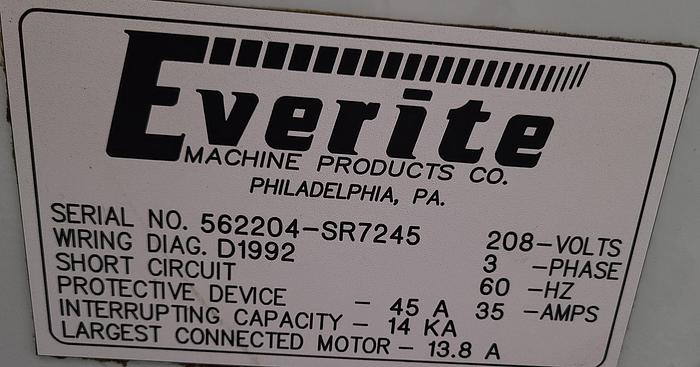 Everite
MACHINE PRODUCTS CO.
PHILADELPHIA, PA.
SERIAL NO. 562204-SR7245
WIRING DIAG. D1992
SHORT CIRCUIT
PROTECTIVE DEVICE - 45 A
INTERRUPTING CAPACITY - 14 KA
LARGEST CONNECTED MOTOR - 13.8 A
208-VOLTS
3 -PHASE
60 -HZ
35 -AMPS